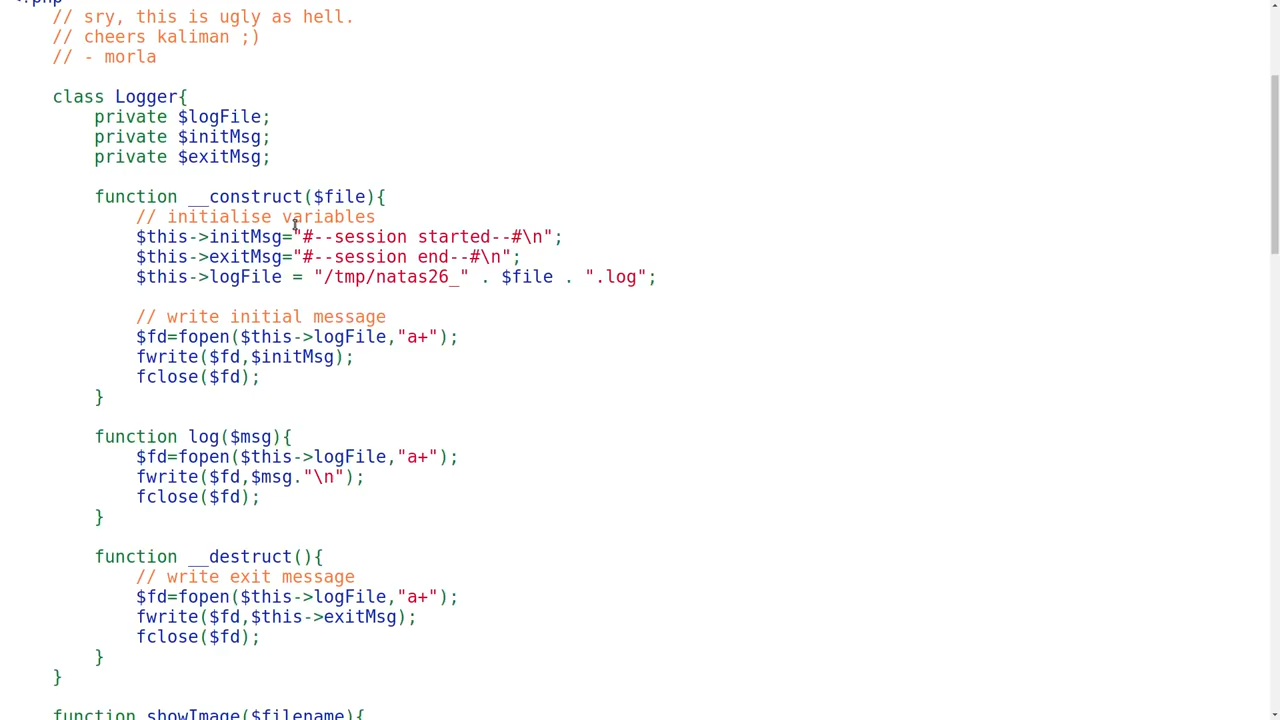 <?php
// sry, this is ugly as hell.
// cheers kaliman ;)
// - morla
class Logger{
private $logFile;
private $initMsg;
private $exitMsg;
function __construct($file){
// initialise variables
$this->initMsg="#--session started--#\n";
$this->exitMsg="#--session end--#\n";
$this->logFile = "/tmp/natas26_" . $file . ".log";
// write initial message
$fd=fopen($this->logFile,"a+");
fwrite($fd,$initMsg);
fclose($fd);
}
function log($msg){
$fd=fopen($this->logFile,"a+");
fwrite($fd,$msg."\n");
fclose($fd);
}
function __destruct(){
// write exit message
$fd=fopen($this->logFile,"a+");
fwrite($fd,$this->exitMsg);
fclose($fd);
}
}
function showImage($filename){